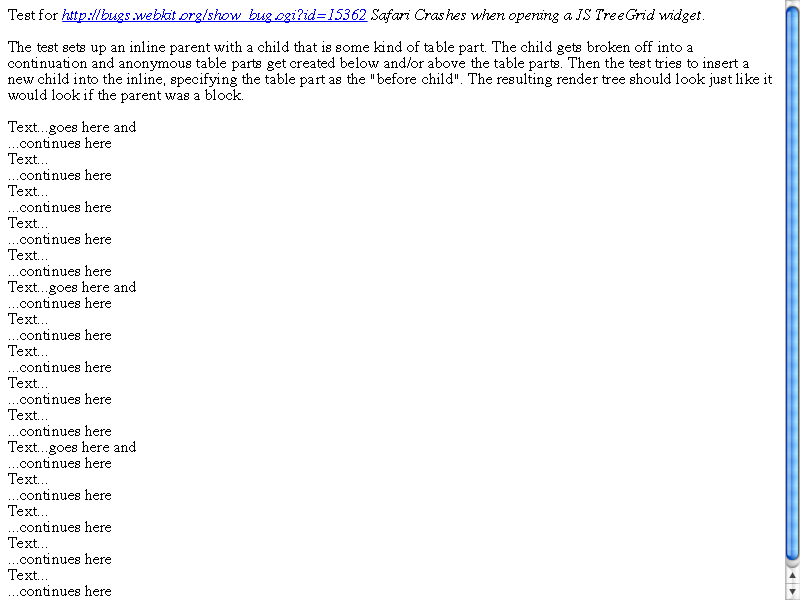 Test for http://bugs.webkit.org/show_bug.cgi?id=15362 Safari Crashes when opening a JS TreeGrid widget.
The test sets up an inline parent with a child that is some kind of table part. The child gets broken off into a
continuation and anonymous table parts get created below and/or above the table parts. Then the test tries to insert a
new child into the inline, specifying the table part as the "before child". The resulting render tree should look just like it
would look if the parent was a block.
Text...goes here and
...continues here
Text...
...continues here
Text...
...continues here
Text...
...continues here
Text...
...continues here
Text...goes here and
...continues here
Text...
...continues here
Text...
...continues here
Text...
...continues here
Text...
...continues here
Text...goes here and
...continues here
Text...
...continues here
Text...
...continues here
Text...
...continues here
Text...
...continues here